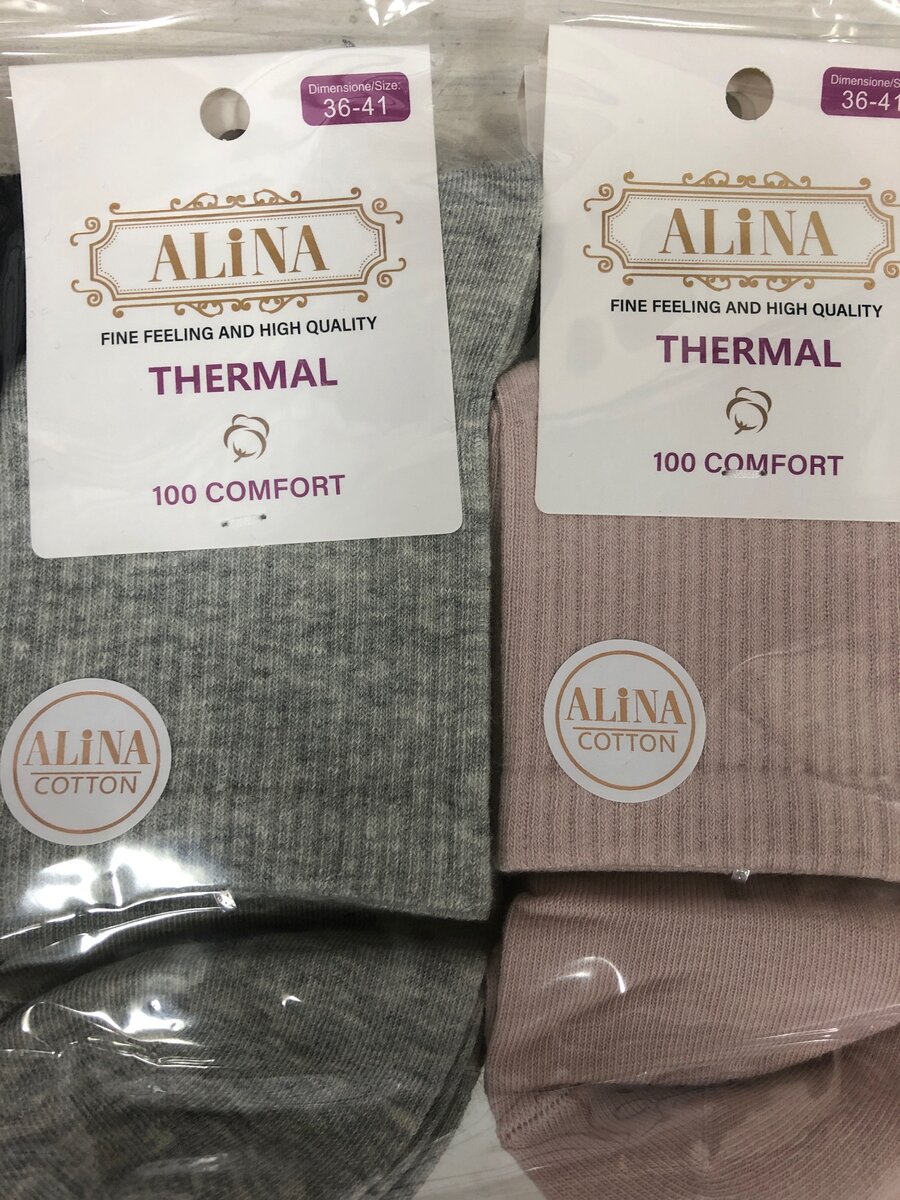 Dimensione/Size:
36-41
ALiNA
FINE FEELING AND HIGH QUALITY
THERMAL
100 COMFORT
ALiNA
COTTON
Dimensione/S
36-41
ALiNA
FINE FEELING AND HIGH QUALITY
THERMAL
100 COMFORT
ALiNA
COTTON